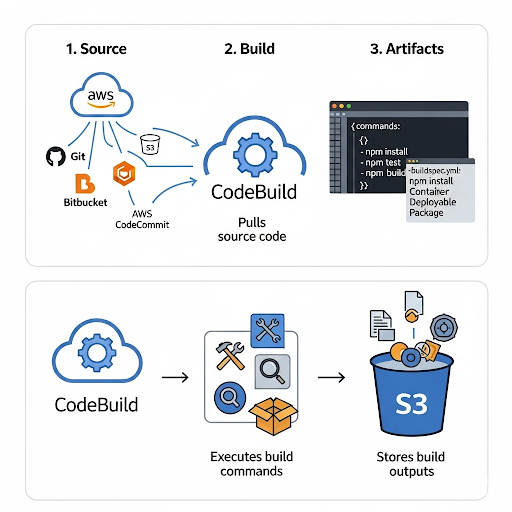 1. Source
2. Build
3. Artifacts
aws
S3
Git
Bitbucket
AWS
CodeCommit
CodeBuild
Pulls
source code
{commands:
{}
- npm install
- npm test
- npm build
}}
-buildspec.yml:
npm install
Container
Deployable
Package
CodeBuild
Executes build
commands
S3
Stores build
outputs